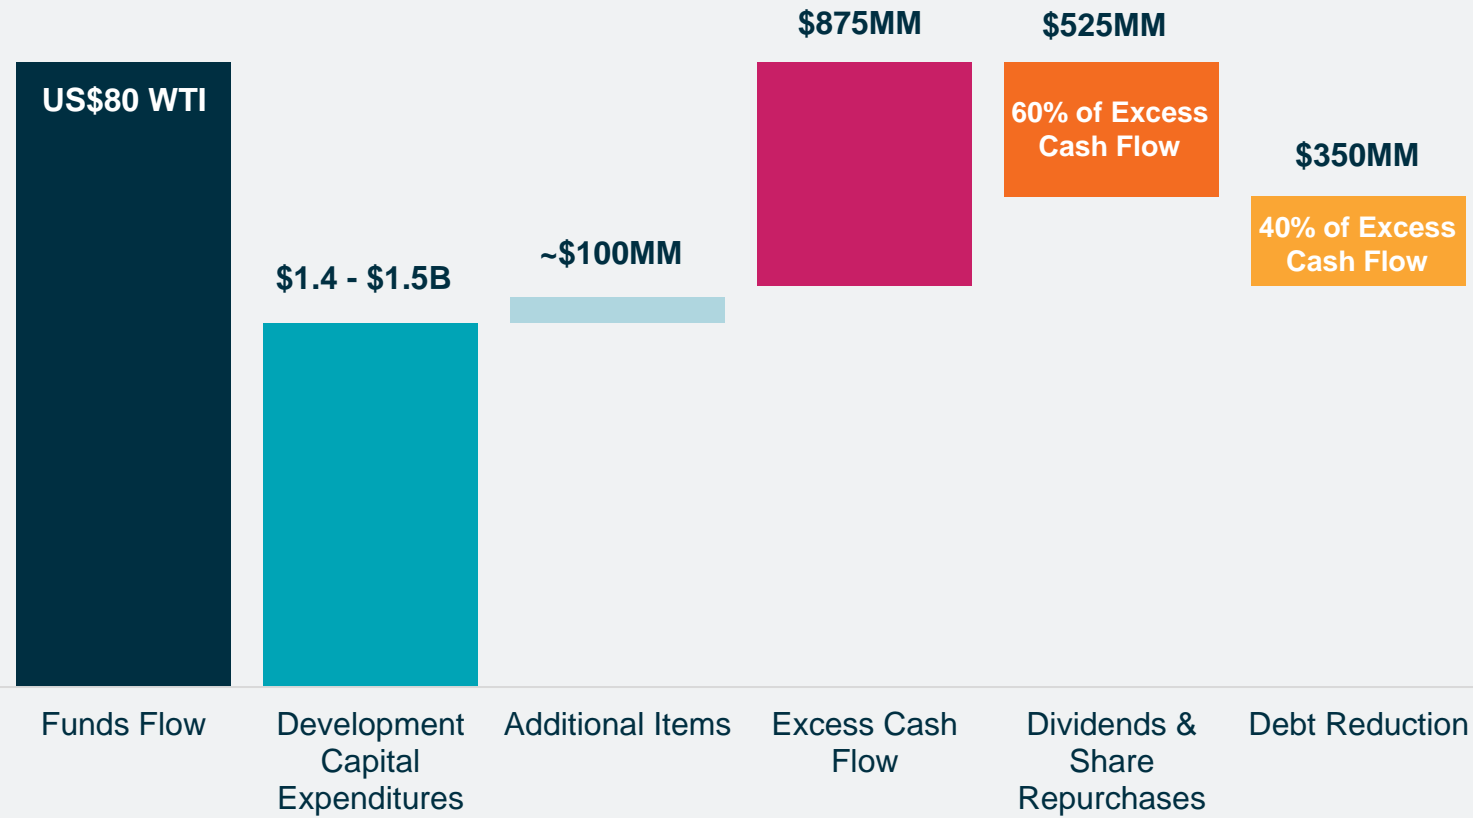 $875MM
$525MM
US$80 WTI
60% of Excess
Cash Flow
$350MM
40% of Excess
Cash Flow
~$100MM
$1.4 - $1.5B
Funds Flow
Development
Capital
Expenditures
Additional Items
Excess Cash
Flow
Dividends &
Share
Repurchases
Debt Reduction